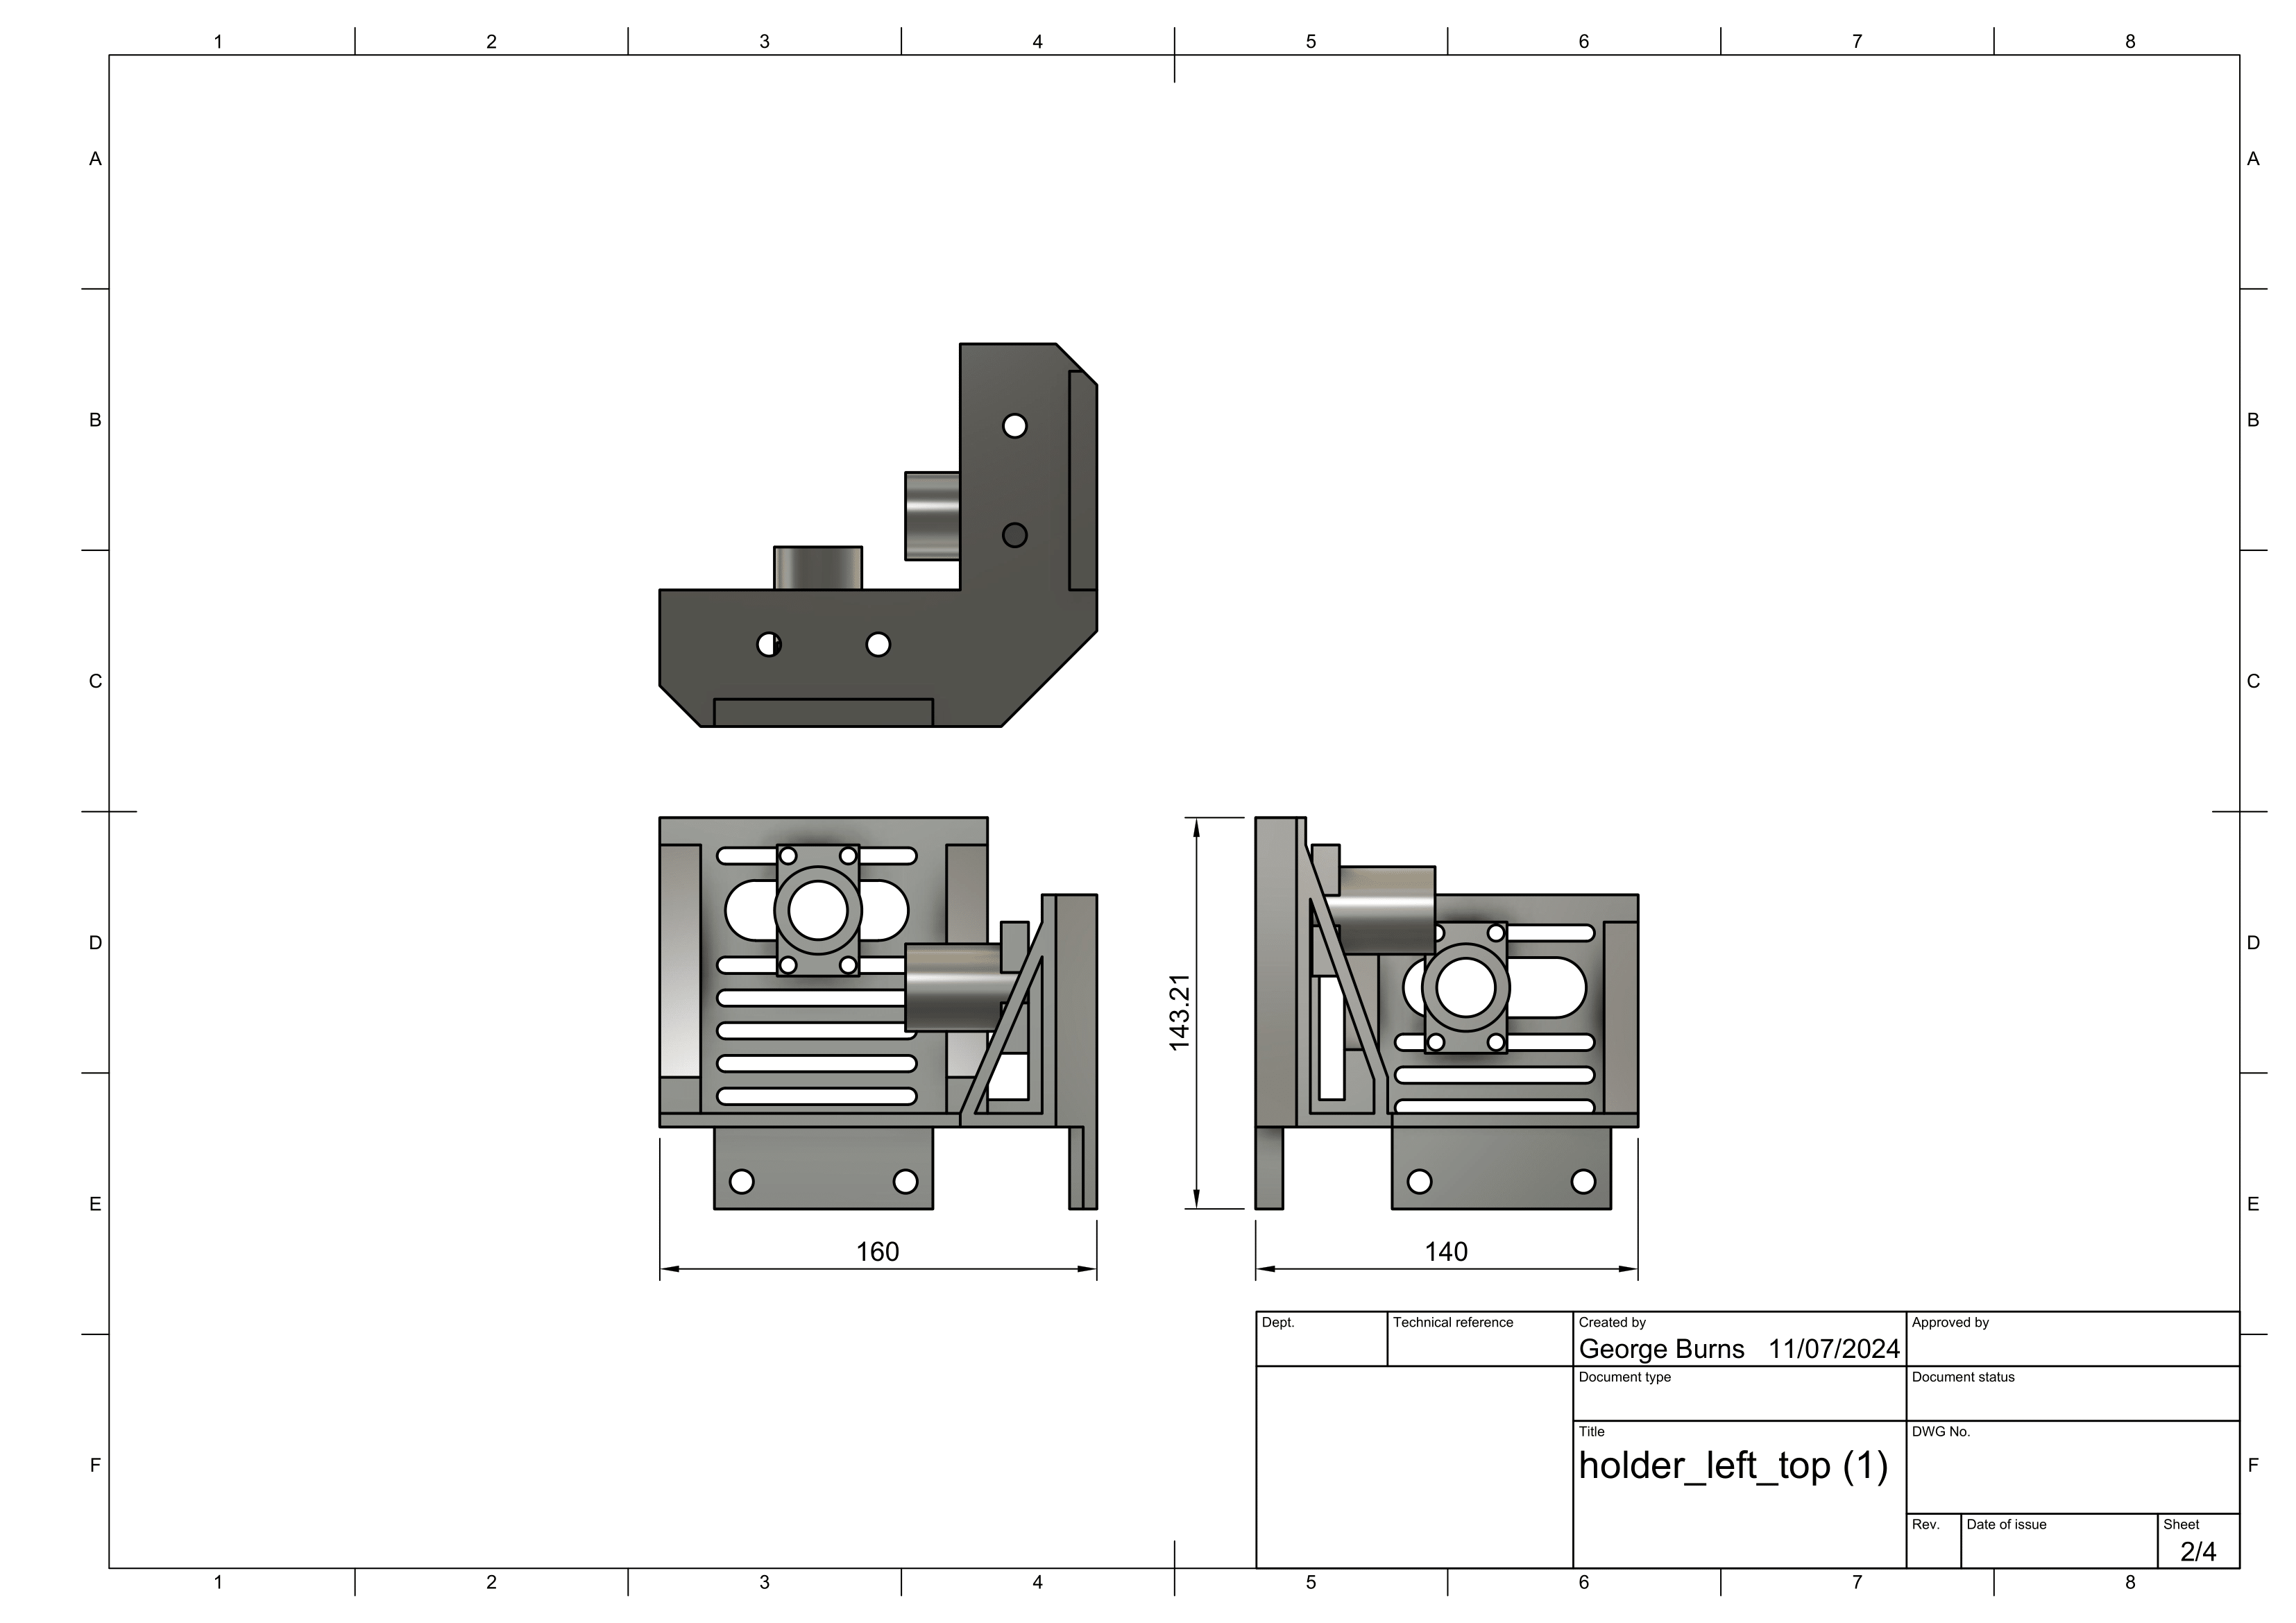 1 2 3 4 5 6 7 8
A A
B B
C C
D D
143.21
E E
160 140
Dept. Technical reference Created by Approved by
George Burns 11/07/2024
Document type Document status
Title DWG No.
F holder_left_top (1) F
Rev. Date of issue Sheet
2/4
1 2 3 4 5 6 7 8